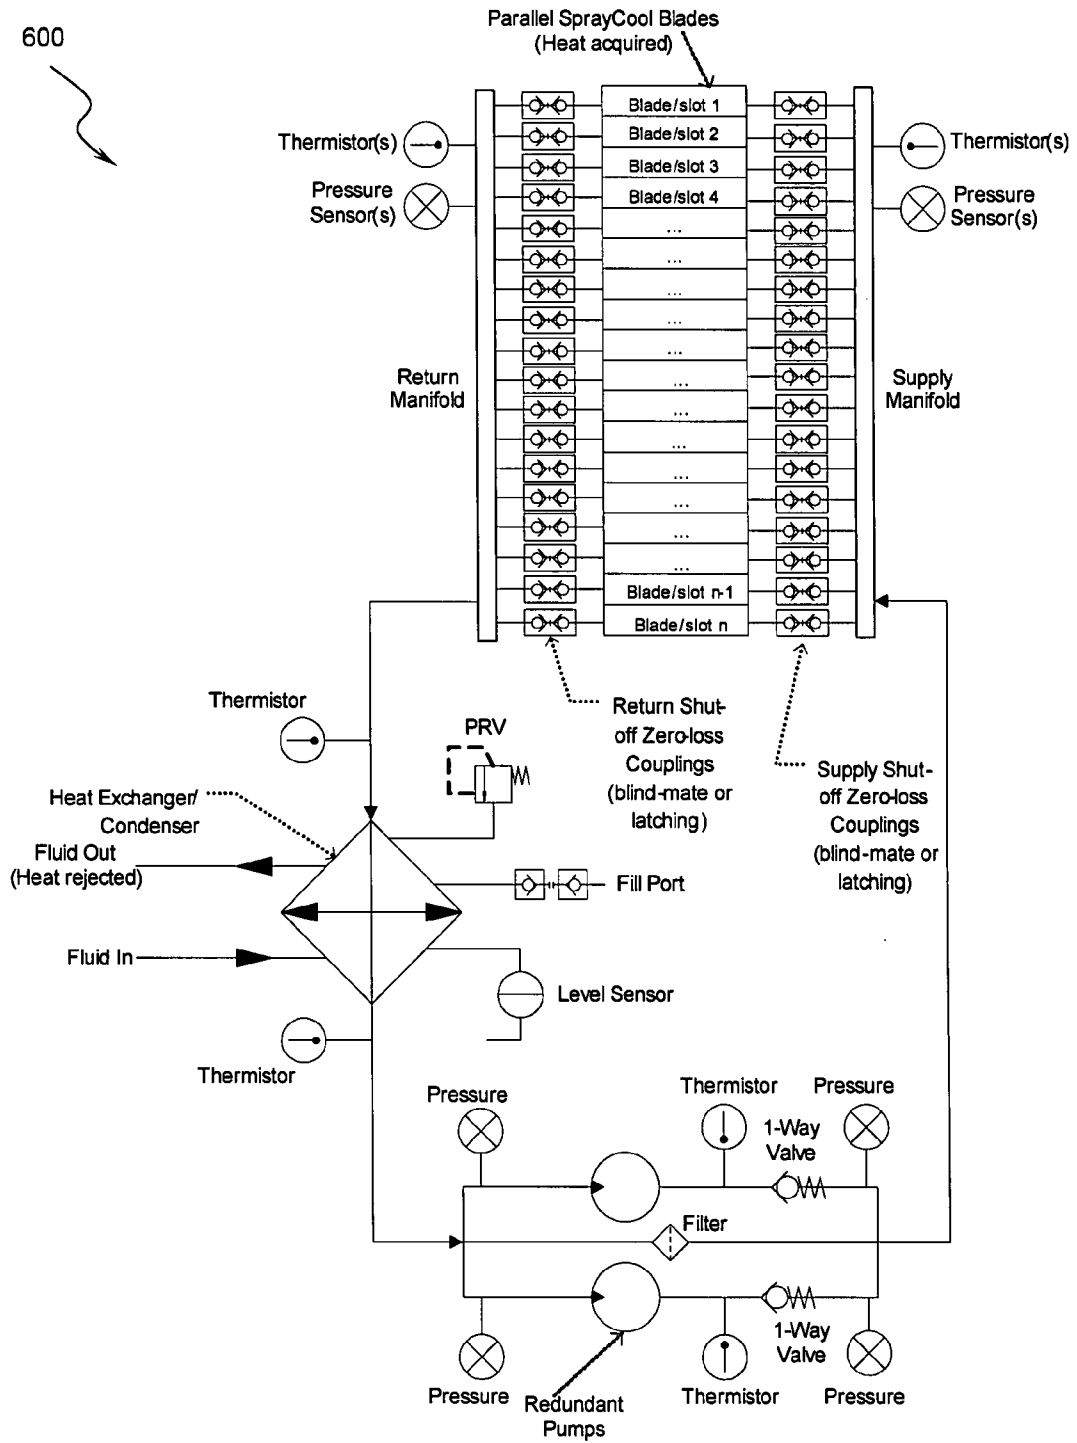 600
Parallel SprayCool Blades
(Heat acquired)
Blade/slot 1
Blade/slot 2
Blade/slot 3
Blade/slot 4
...
...
...
...
...
...
...
...
...
...
...
Blade/slot n-1
Blade/slot n
Thermistor(s)
Pressure
Sensor(s)
Thermistor(s)
Pressure
Sensor(s)
Return
Manifold
Supply
Manifold
Thermistor
PRV
Return Shut-
off Zero-loss
Couplings
(blind-mate or
latching)
Supply Shut-
off Zero-loss
Couplings
(blind-mate or
latching)
Heat Exchanger/
Condenser
Fluid Out
(Heat rejected)
Fill Port
Fluid In
Level Sensor
Thermistor
Pressure
Thermistor
Pressure
1-Way
Valve
Filter
1-Way
Valve
Pressure
Redundant
Pumps
Thermistor
Pressure